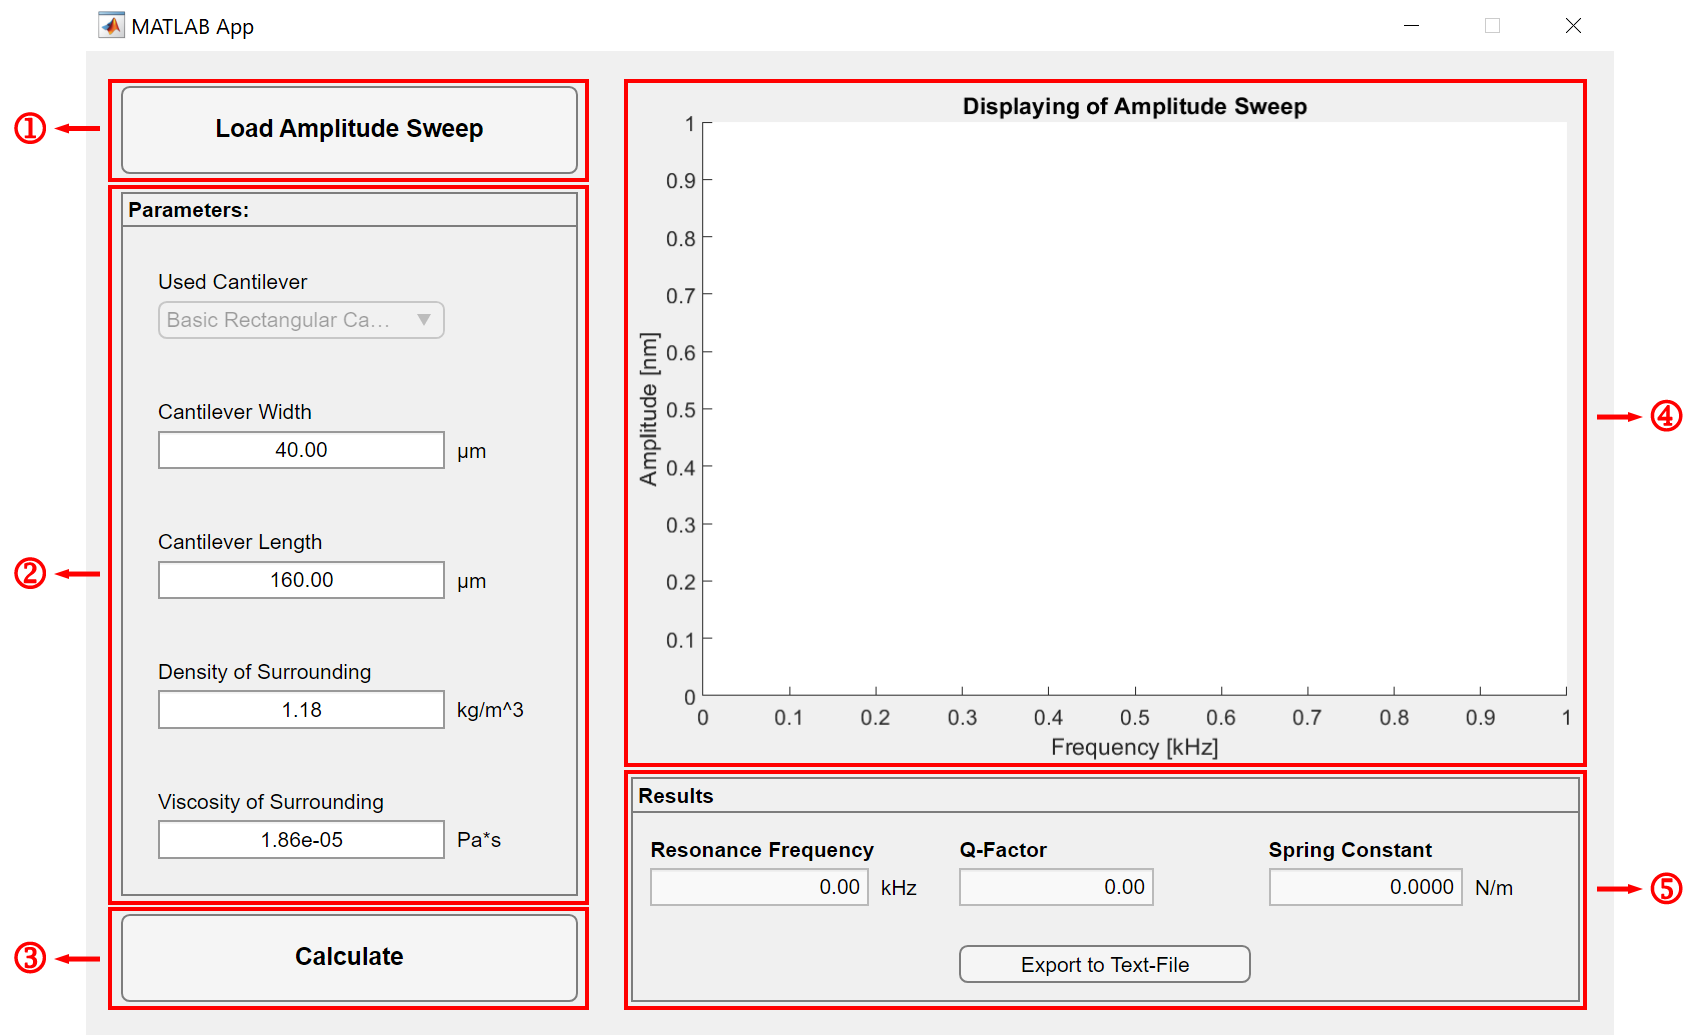 MATLAB App
① Load Amplitude Sweep
② Parameters:
Used Cantilever
Basic Rectangular Ca...
Cantilever Width
40.00 µm
Cantilever Length
160.00 µm
Density of Surrounding
1.18 kg/m^3
Viscosity of Surrounding
1.86e-05 Pa*s
③ Calculate
④ Displaying of Amplitude Sweep
Amplitude [nm]
1
0.9
0.8
0.7
0.6
0.5
0.4
0.3
0.2
0.1
0
0 0.1 0.2 0.3 0.4 0.5 0.6 0.7 0.8 0.9 1
Frequency [kHz]
⑤ Results
Resonance Frequency Q-Factor Spring Constant
0.00 kHz 0.00 0.0000 N/m
Export to Text-File